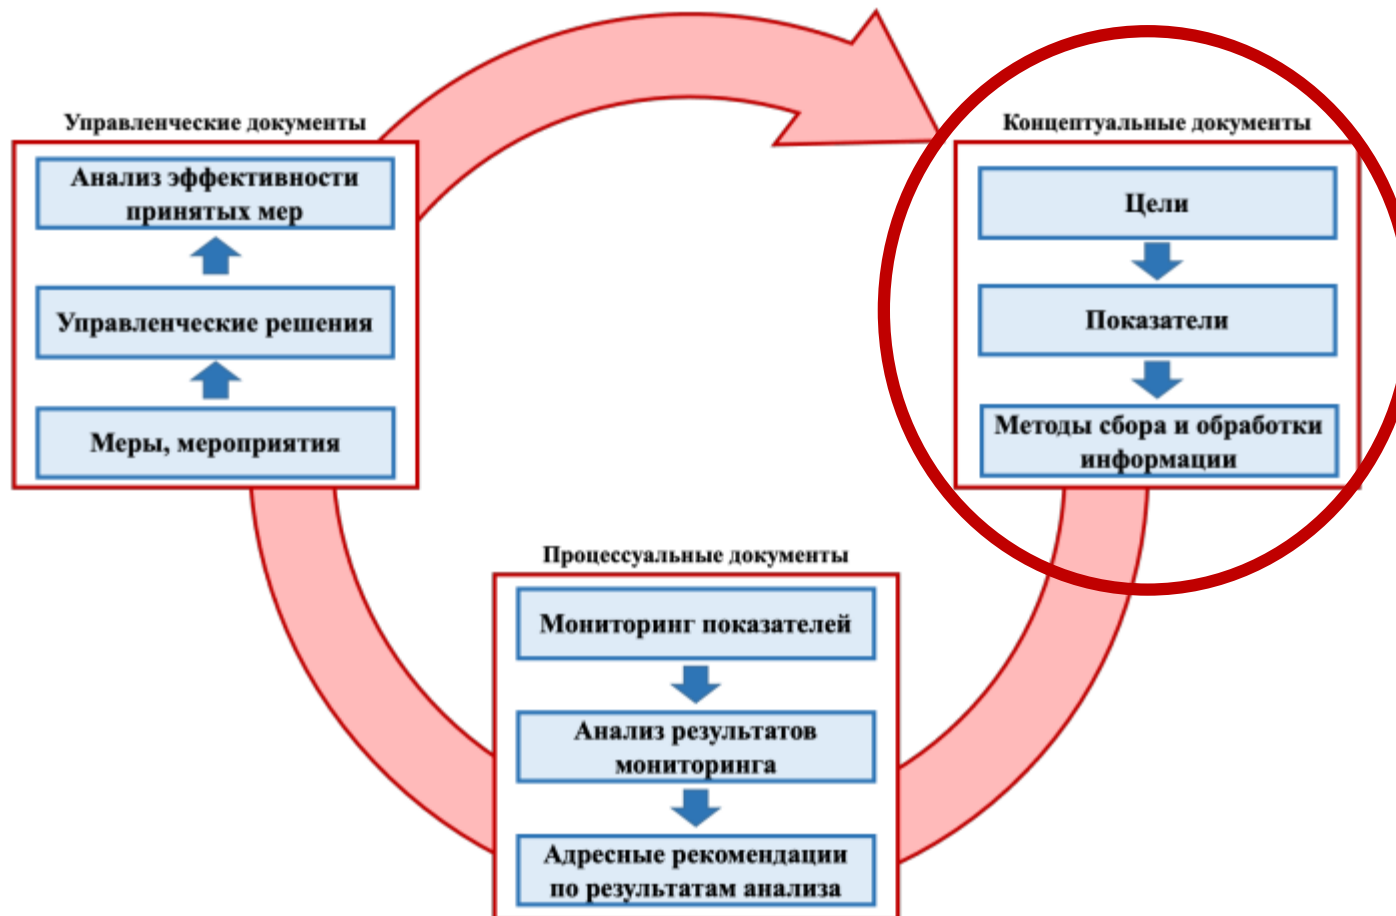 Управленческие документы
Анализ эффективности
принятых мер
Управленческие решения
Меры, мероприятия
Концептуальные документы
Цели
Показатели
Методы сбора и обработки
информации
Процессуальные документы
Мониторинг показателей
Анализ результатов
мониторинга
Адресные рекомендации
по результатам анализа